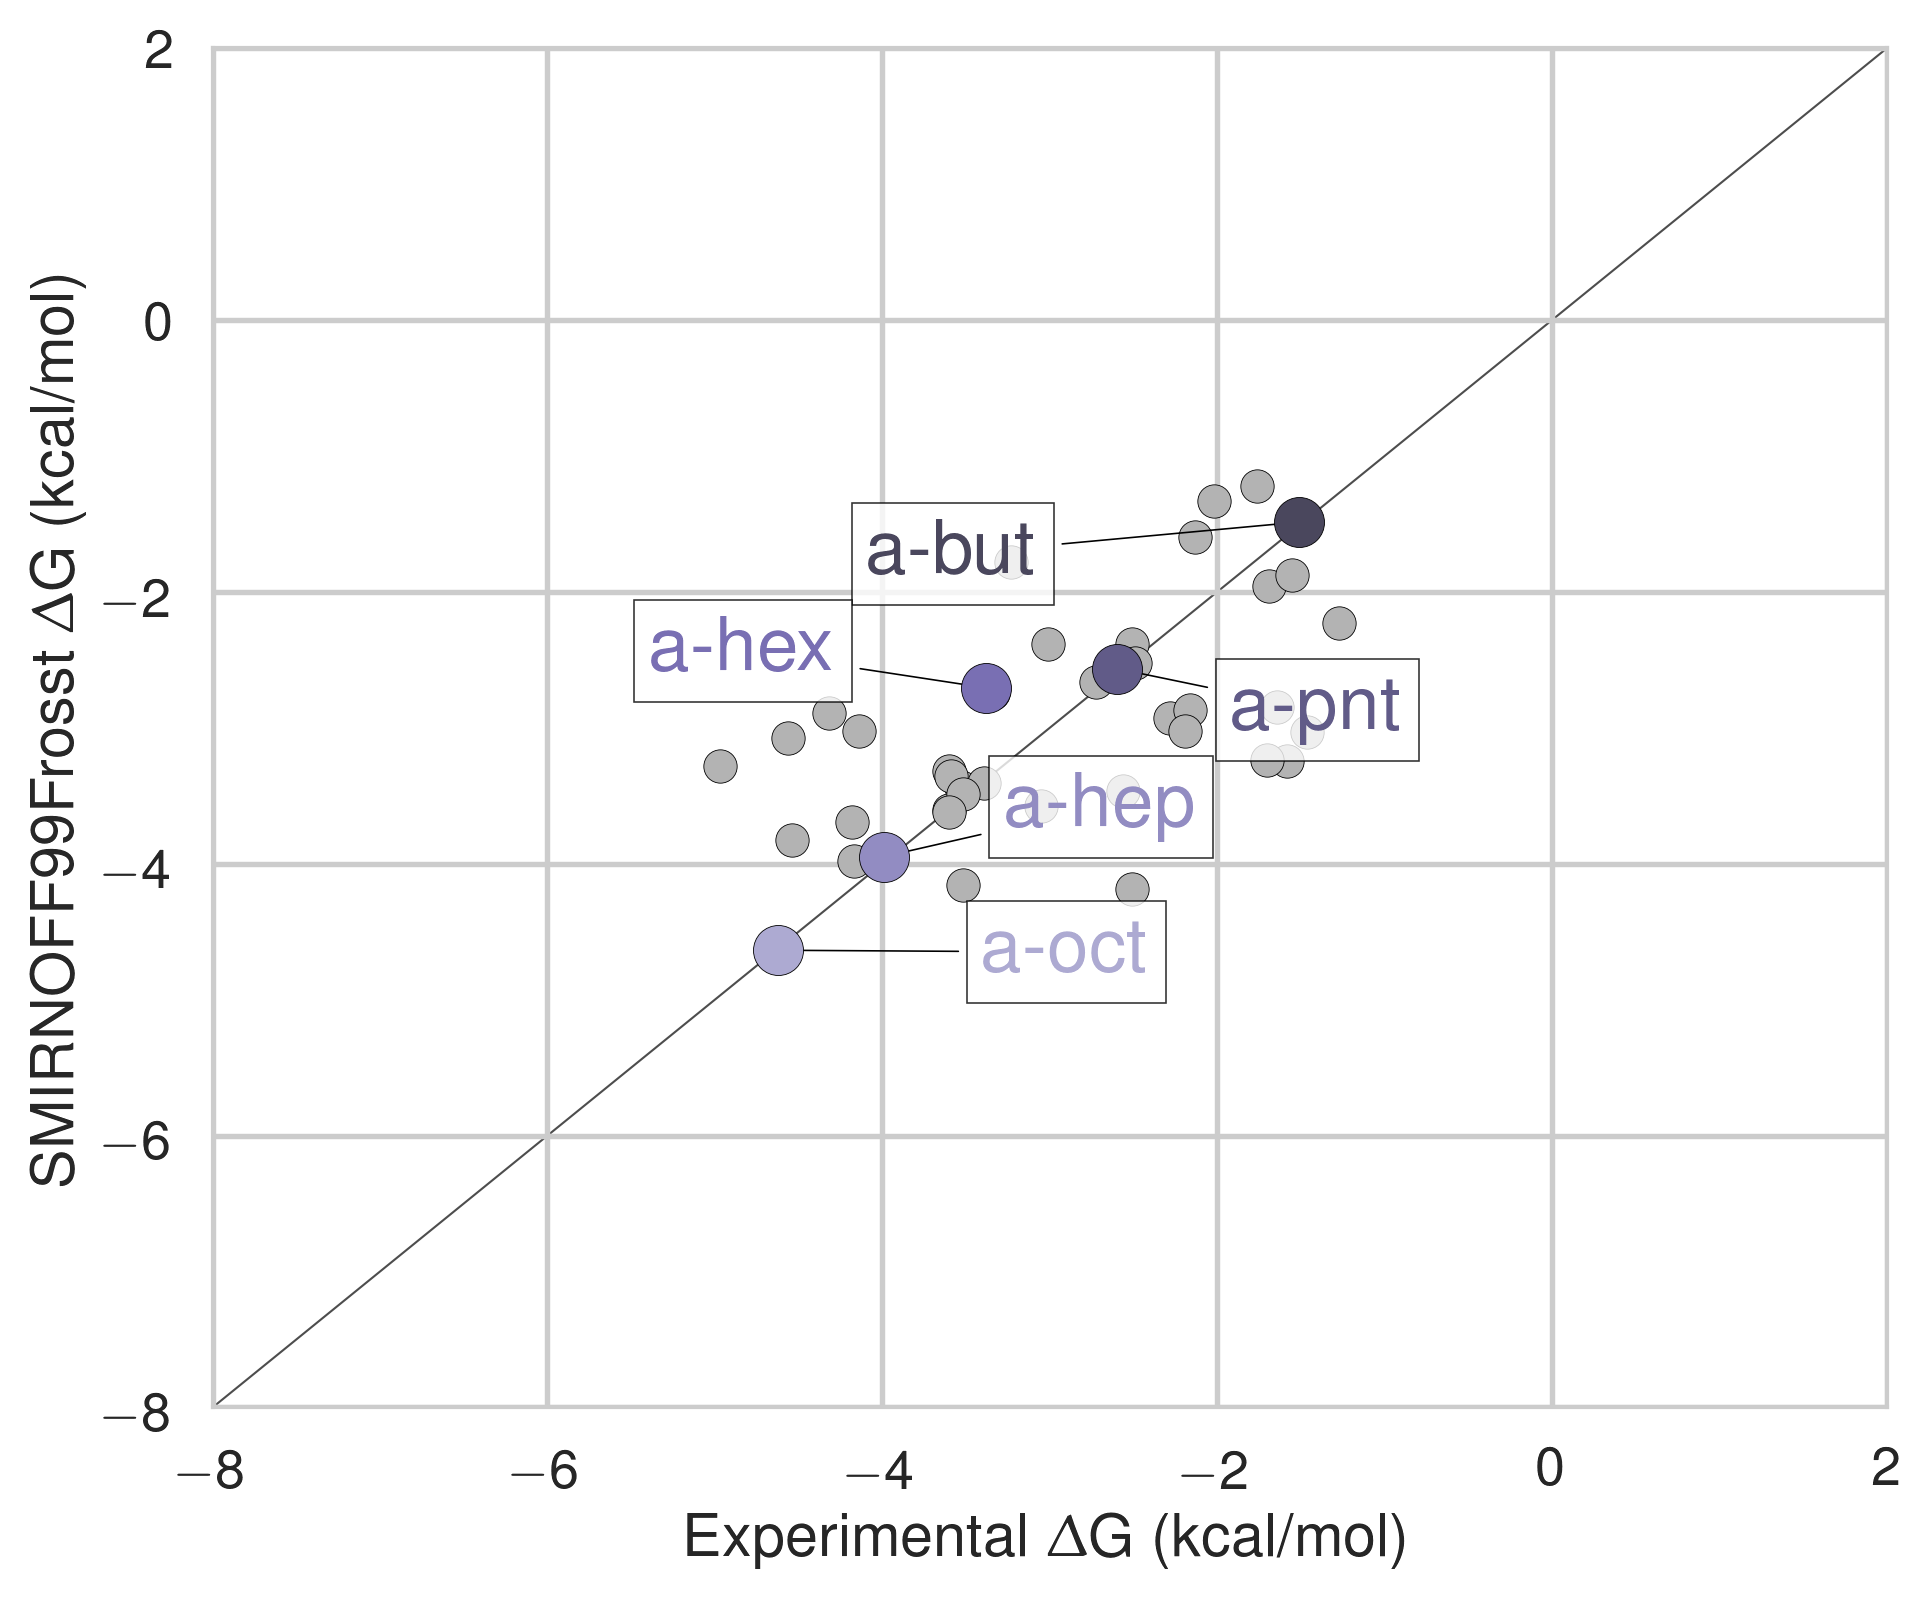 SMIRNOFF99Frosst ΔG (kcal/mol)
2
0
−2
−4
−6
−8
a-but
a-hex
a-pnt
a-hep
a-oct
−8 −6 −4 −2 0 2
Experimental ΔG (kcal/mol)